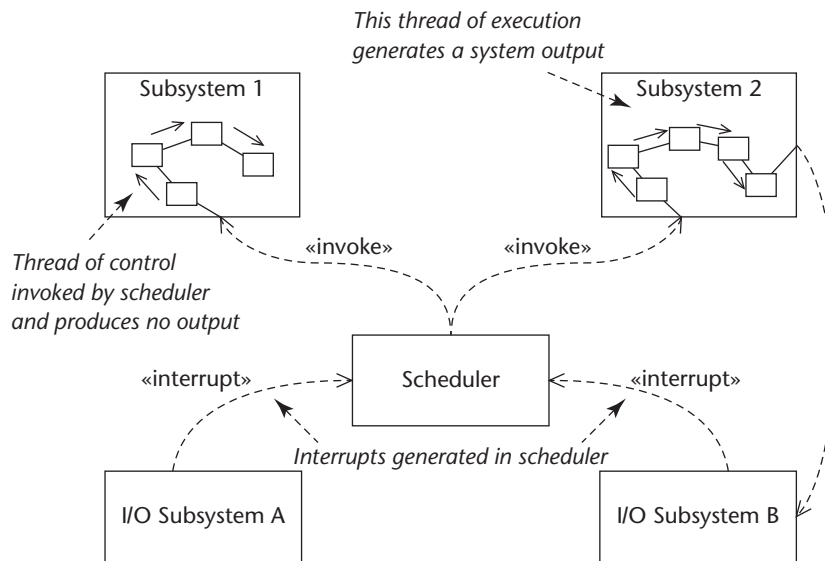 This thread of execution
generates a system output
Subsystem 1
Subsystem 2
«invoke»
«invoke»
Thread of control
invoked by scheduler
and produces no output
Scheduler
«interrupt»
«interrupt»
Interrupts generated in scheduler
I/O Subsystem A
I/O Subsystem B